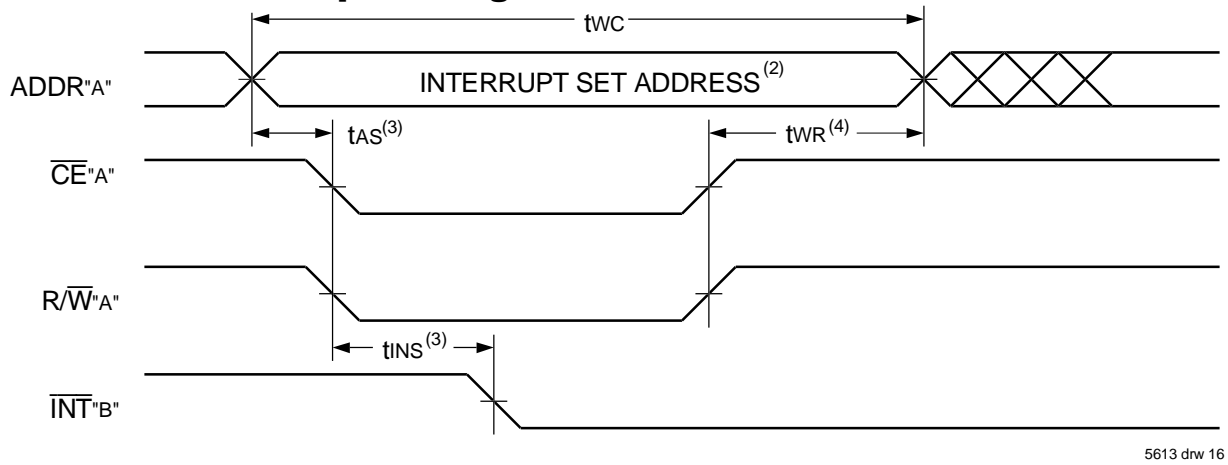 tWC
ADDR"A"
INTERRUPT SET ADDRESS(2)
tAS(3)
tWR(4)
CE"A"
R/W"A"
tINS(3)
INT"B"
5613 drw 16